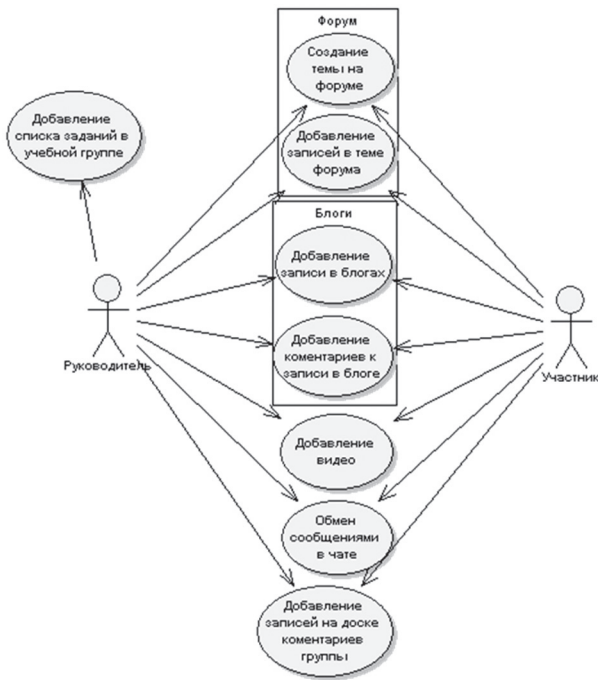 Форум
Создание
темы на
форуме
Добавление
списка заданий в
учебной группе
Добавление
записей в теме
форума
Блоги
Добавление
записи в блогах
Руководитель
Добавление
коментариев к
записи в блоге
Участник
Добавление
видео
Обмен
сообщениями
в чате
Добавление
записей на доске
коментариев
группы